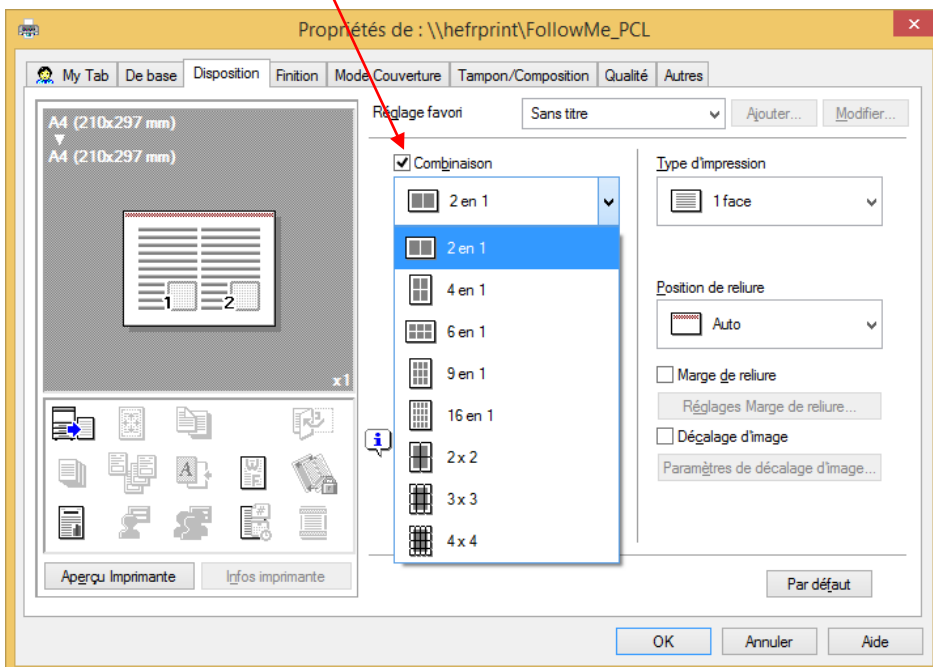 Propriétés de : \\hefrprint\FollowMe_PCL
My Tab De base Disposition Finition Mode Couverture Tampon/Composition Qualité Autres
A4 (210x297 mm)
A4 (210x297 mm)
1 2
x1
Réglage favori Sans titre Ajouter... Modifier...
Combinaison
2 en 1
2 en 1
4 en 1
6 en 1
9 en 1
16 en 1
2 x 2
3 x 3
4 x 4
Type d'impression
1 face
Position de reliure
Auto
Marge de reliure
Réglages Marge de reliure...
Décalage d'image
Paramètres de décalage d'image...
Aperçu Imprimante Infos imprimante
Par défaut
OK Annuler Aide